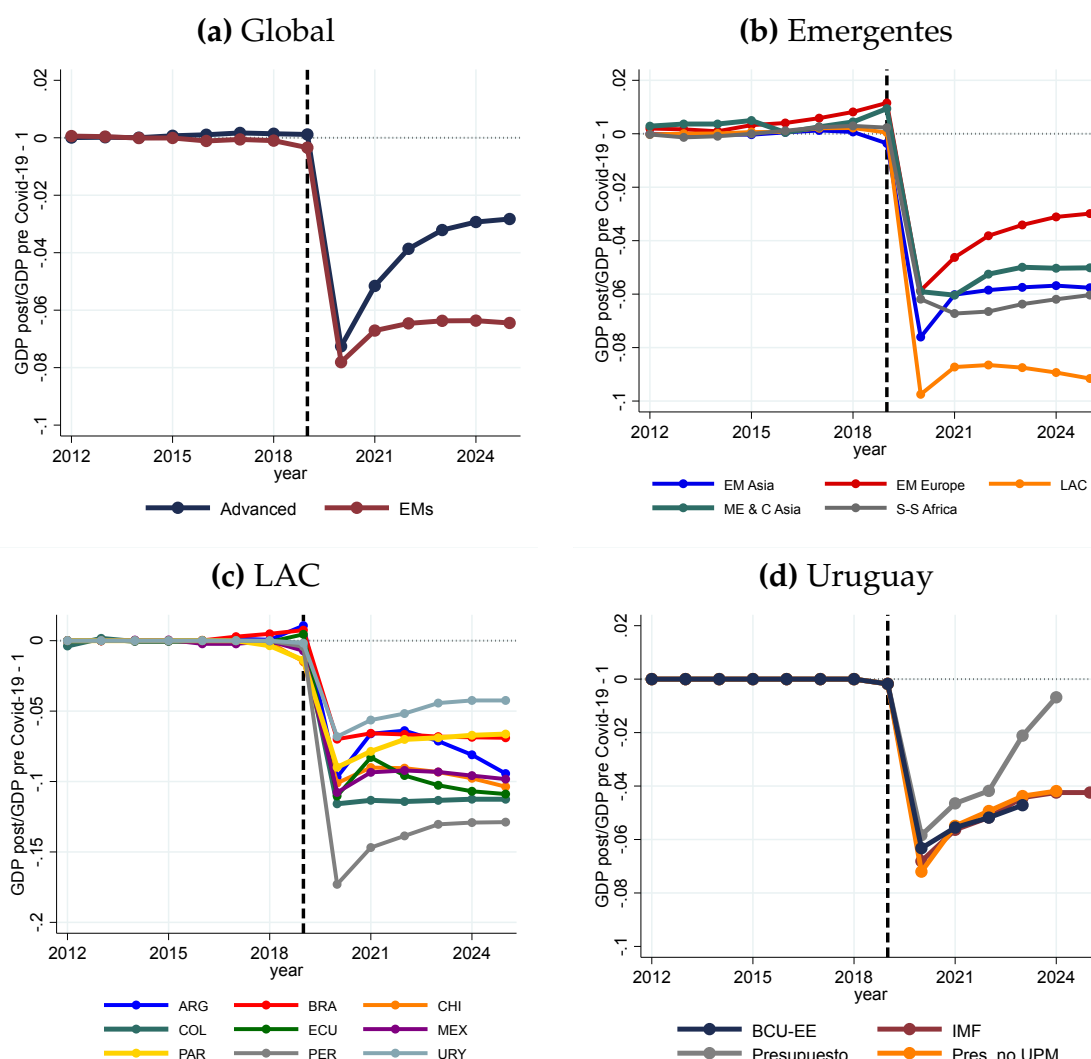 (a) Global
GDP post/GDP pre Covid-19 - 1
.02
0
-.02
-.04
-.06
-.08
-.1
2012 2015 2018 2021 2024
year
Advanced EMs
(b) Emergentes
GDP post/GDP pre Covid-19 - 1
.02
0
-.02
-.04
-.06
-.08
-.1
2012 2015 2018 2021 2024
year
EM Asia EM Europe LAC
ME & C Asia S-S Africa
(c) LAC
GDP post/GDP pre Covid-19 - 1
0
-.05
-.1
-.15
-.2
2012 2015 2018 2021 2024
year
ARG BRA CHI
COL ECU MEX
PAR PER URY
(d) Uruguay
GDP post/GDP pre Covid-19 - 1
.02
0
-.02
-.04
-.06
-.08
-.1
2012 2015 2018 2021 2024
year
BCU-EE IMF
Presupuesto Pres. no UPM